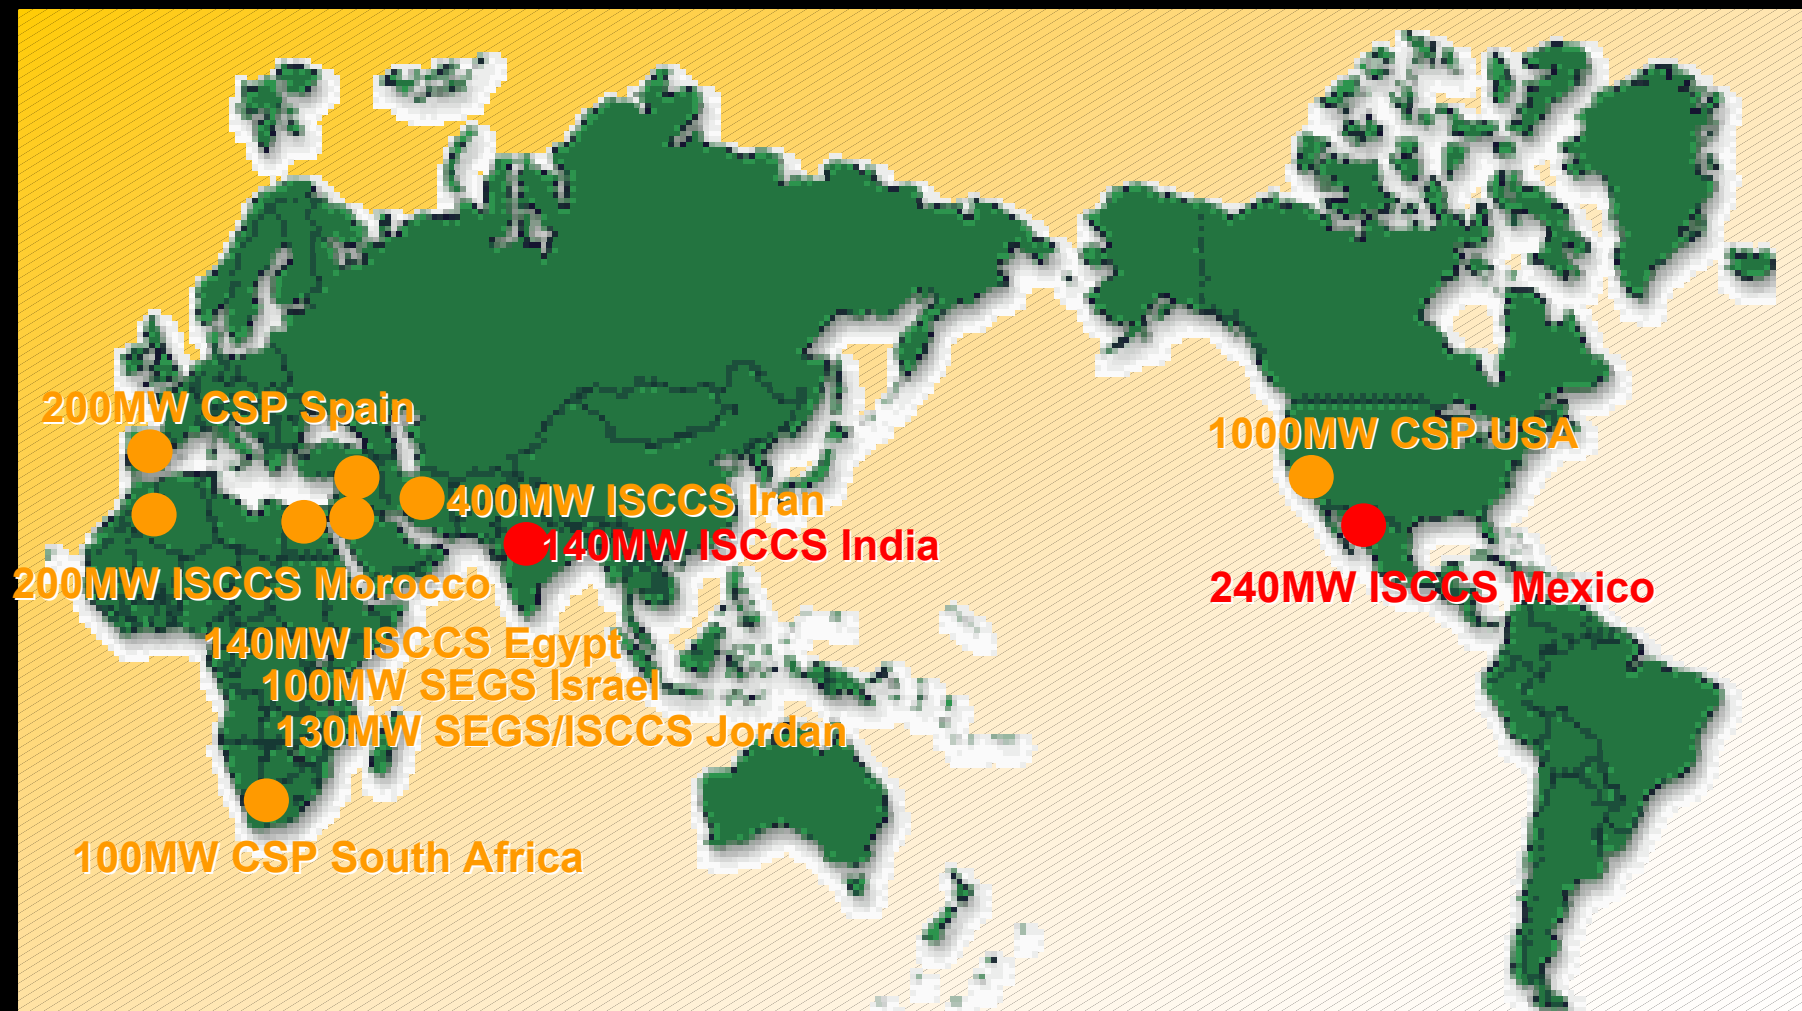 200MW CSP Spain
1000MW CSP USA
400MW ISCCS Iran
140MW ISCCS India
200MW ISCCS Morocco
240MW ISCCS Mexico
140MW ISCCS Egypt
100MW SEGS Israel
130MW SEGS/ISCCS Jordan
100MW CSP South Africa